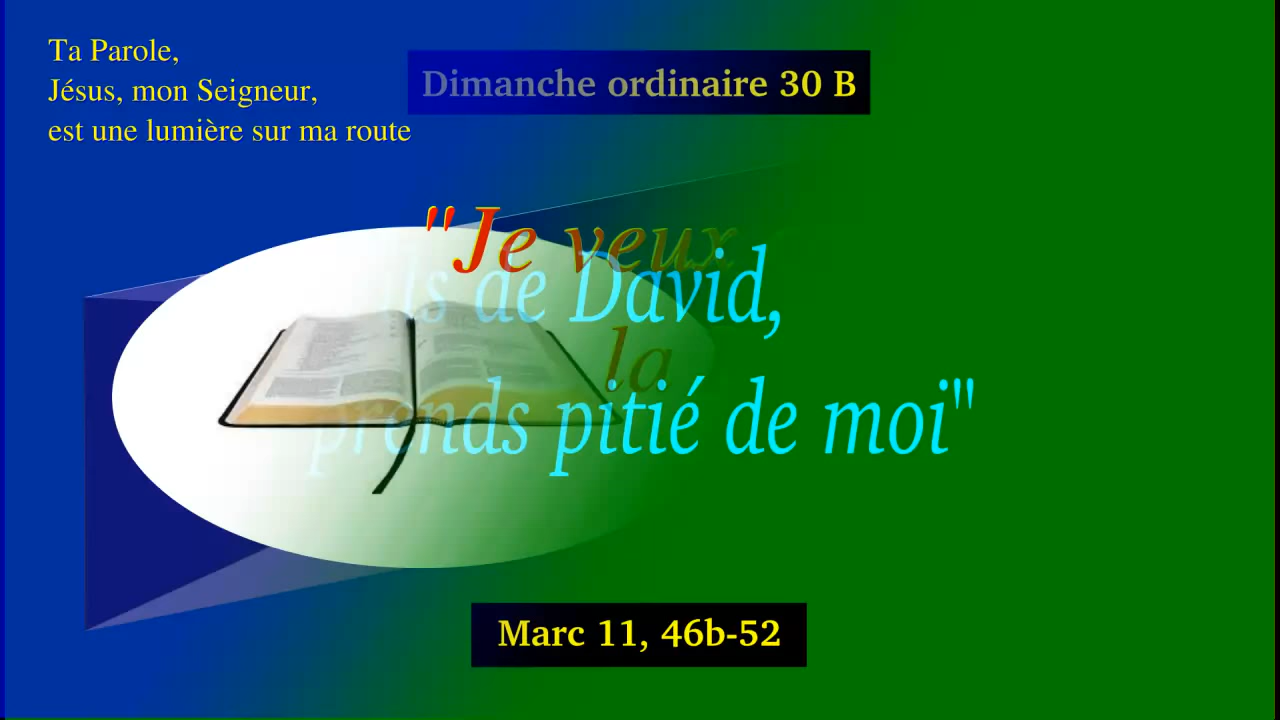 Ta Parole,
Jésus, mon Seigneur,
est une lumière sur ma route
Dimanche ordinaire 30 B
"Je veux
ils de David,
la
prends pitié de moi"
Marc 11, 46b-52